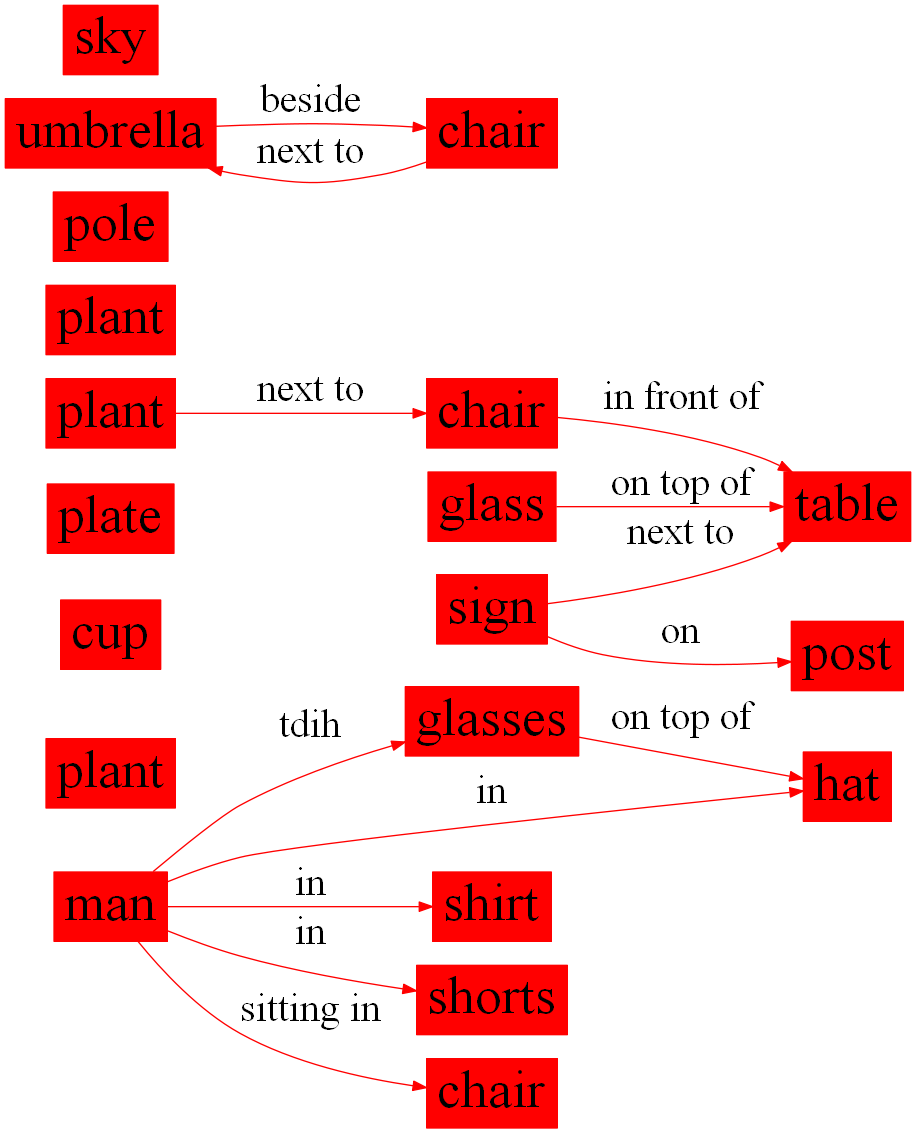 sky
umbrella
beside
next to
chair
pole
plant
plant
next to
chair
in front of
plate
glass
on top of
table
next to
cup
sign
on
post
tdih
glasses
on top of
plant
in
hat
man
in
shirt
in
shorts
sitting in
chair